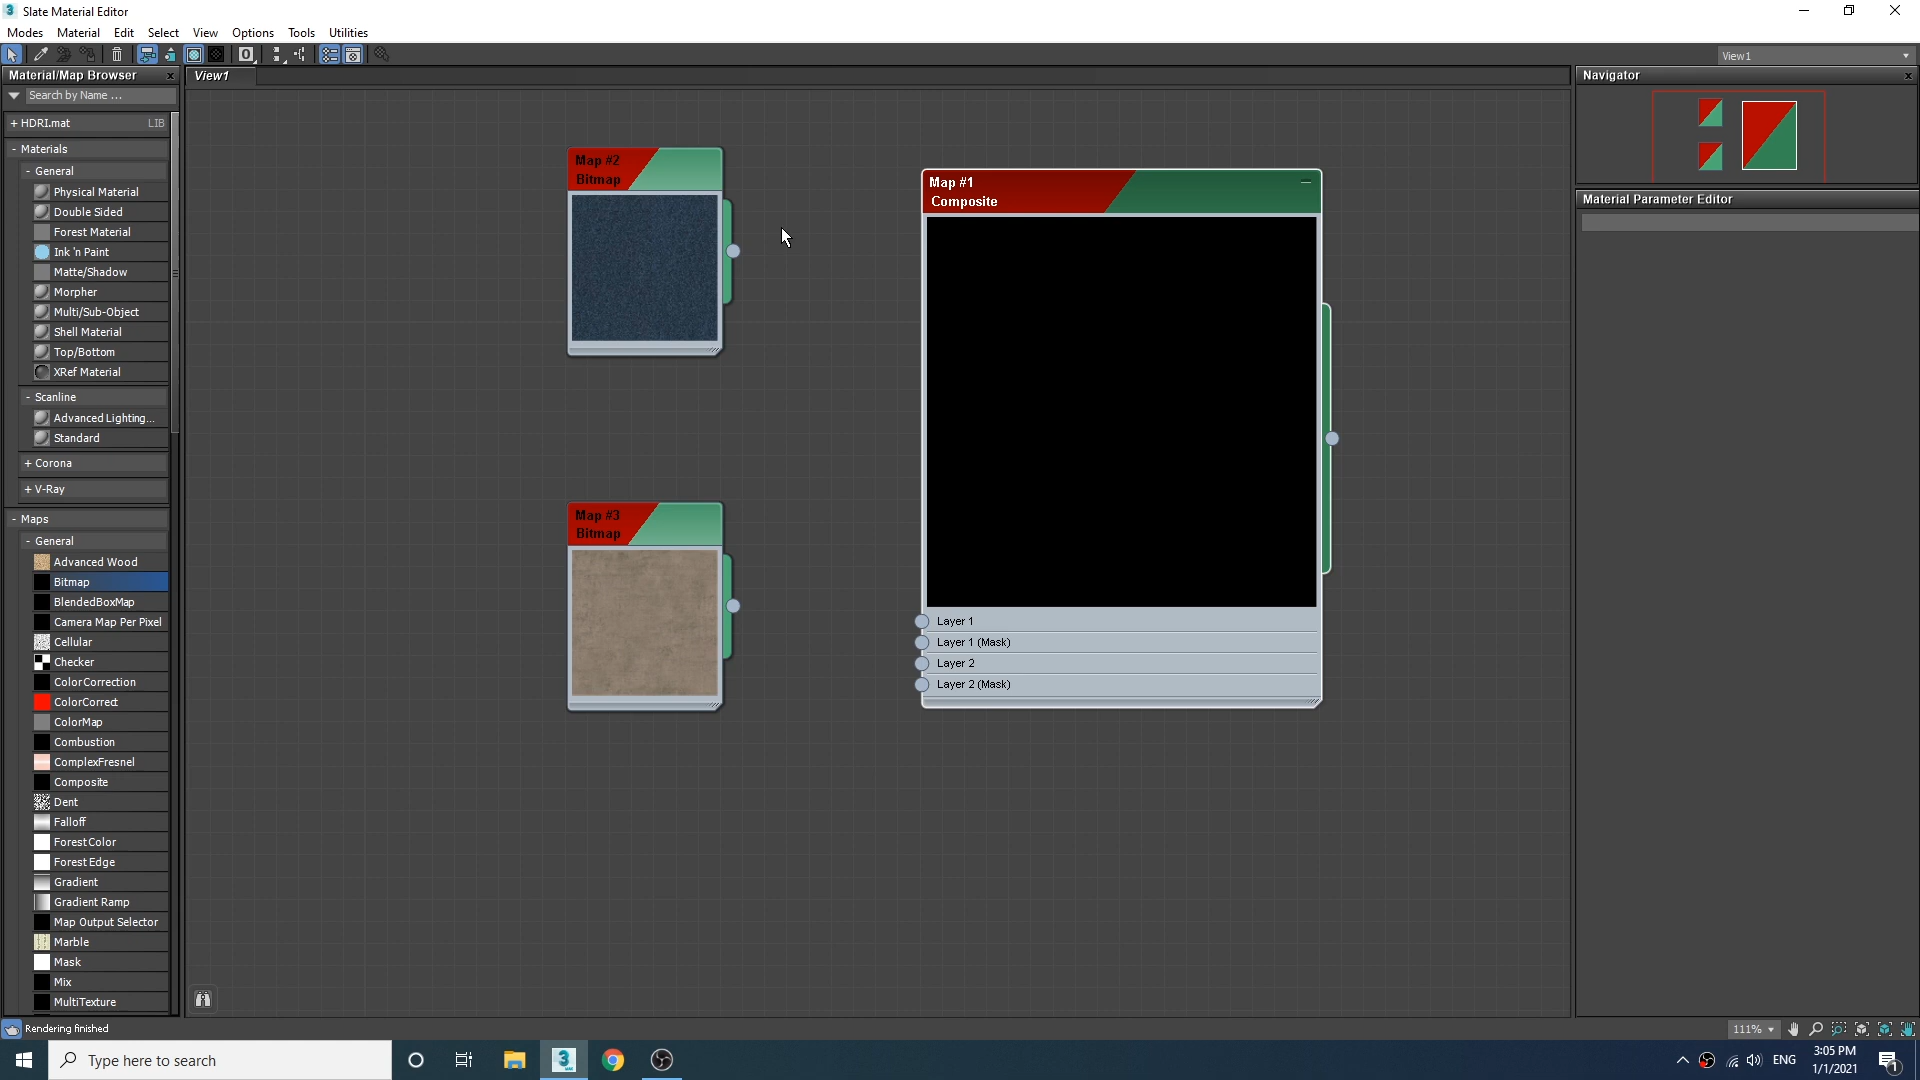 Slate Material Editor
Modes Material Edit Select View Options Tools Utilities
View1
Material/Map Browser
Search by Name ...
+ HDRI.mat LIB
- Materials
- General
Physical Material
Double Sided
Forest Material
Ink 'n Paint
Matte/Shadow
Morpher
Multi/Sub-Object
Shell Material
Top/Bottom
XRef Material
- Scanline
Advanced Lighting...
Standard
+ Corona
+ V-Ray
- Maps
- General
Advanced Wood
Bitmap
BlendedBoxMap
Camera Map Per Pixel
Cellular
Checker
Color Correction
ColorCorrect
ColorMap
Combustion
ComplexFresnel
Composite
Dent
Falloff
Forest Color
Forest Edge
Gradient
Gradient Ramp
Map Output Selector
Marble
Mask
Mix
MultiTexture
View1
Map #2
Bitmap
Map #3
Bitmap
Map #1
Composite
Layer 1
Layer 1 (Mask)
Layer 2
Layer 2 (Mask)
Navigator
Material Parameter Editor
Rendering finished
111%
Type here to search
ENG
3:05 PM
1/1/2021
1